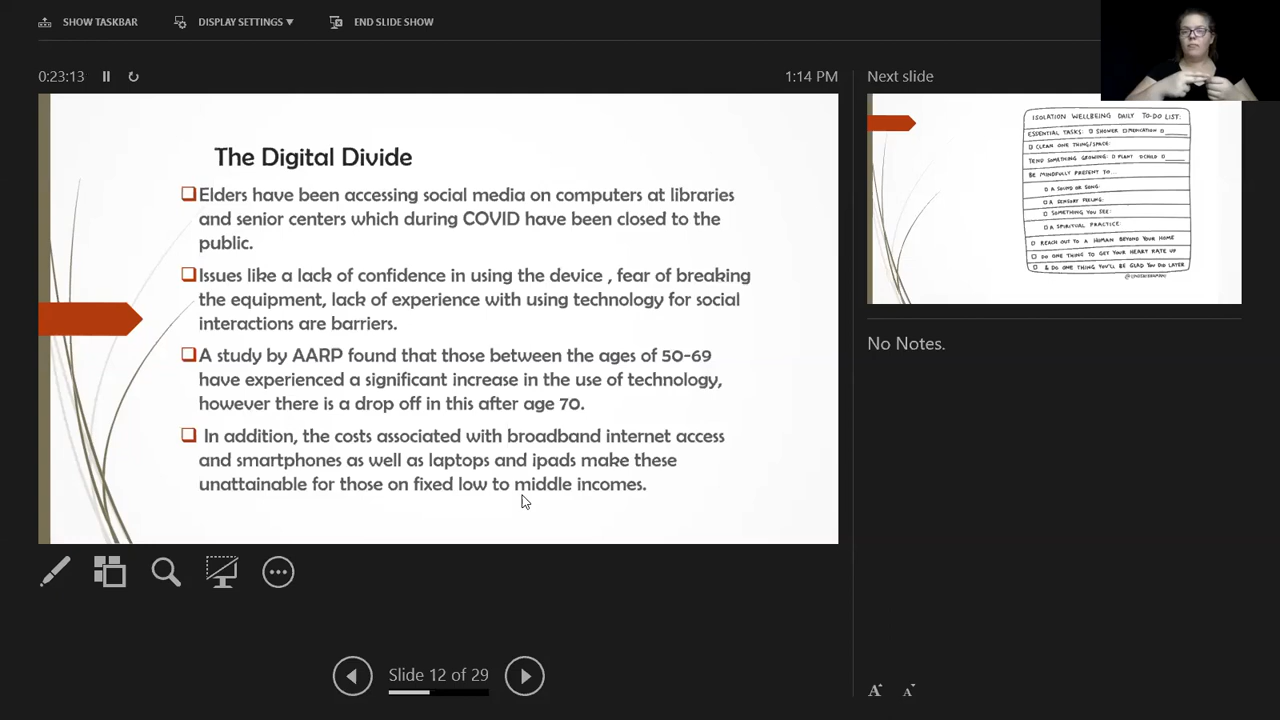 SHOW TASKBAR
DISPLAY SETTINGS
END SLIDE SHOW
0:23:13
1:14 PM
The Digital Divide
Elders have been accessing social media on computers at libraries
and senior centers which during COVID have been closed to the
public.
Issues like a lack of confidence in using the device , fear of breaking
the equipment, lack of experience with using technology for social
interactions are barriers.
A study by AARP found that those between the ages of 50-69
have experienced a significant increase in the use of technology,
however there is a drop off in this after age 70.
In addition, the costs associated with broadband internet access
and smartphones as well as laptops and ipads make these
unattainable for those on fixed low to middle incomes.
Slide 12 of 29
Next slide
ISOLATION WELLBEING DAILY TO-DO LIST:
ESSENTIAL TASKS: SHOWER MEDICATION
CLEAN ONE THING/SPACE:
TEND SOMETHING GROWING: PLANT CHILD
BE MINDFULLY PRESENT TO...
A SOUND OR SONG:
A SENSORY FEELING:
SOMETHING YOU SEE:
A SPIRITUAL PRACTICE:
REACH OUT TO A HUMAN BEYOND YOUR HOME
DO ONE THING TO GET YOUR HEART RATE UP
& DO ONE THING YOU'LL BE GLAD YOU DID LATER
No Notes.
A
A